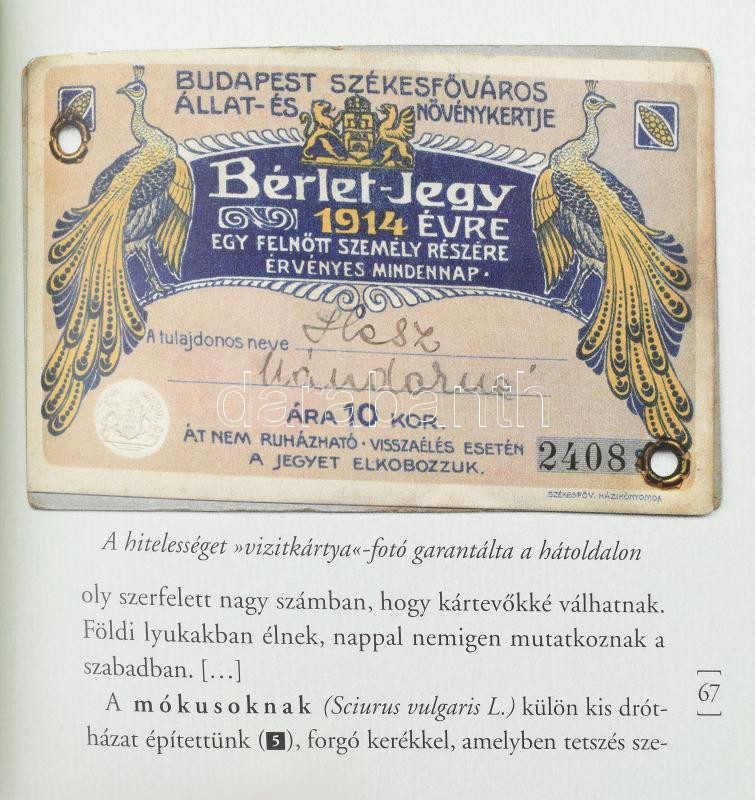 BUDAPEST SZÉKESFŐVÁROS
ÁLLAT- ÉS NÖVÉNYKERTJE
Bérlet-Jegy
1914 ÉVRE
EGY FELNŐTT SZEMÉLY RÉSZÉRE
ÉRVÉNYES MINDENNAP.
A tulajdonos neve
Nándorné
ÁRA 10 KOR.
ÁT NEM RUHÁZHATÓ · VISSZAÉLÉS ESETÉN
A JEGYET ELKOBOZZUK.
2408
SZÉKESFŐV. HÁZINYOMDA
darabanth
A hitelességet »vizitkártya«-fotó garantálta a hátoldalon
oly szerfelett nagy számban, hogy kártevőkké válhatnak.
Földi lyukakban élnek, nappal nemigen mutatkoznak a
szabadban. […]
A mókusoknak (Sciurus vulgaris L.) külön kis drót-
házat építettünk (5), forgó kerékkel, amelyben tetszés sze-
67